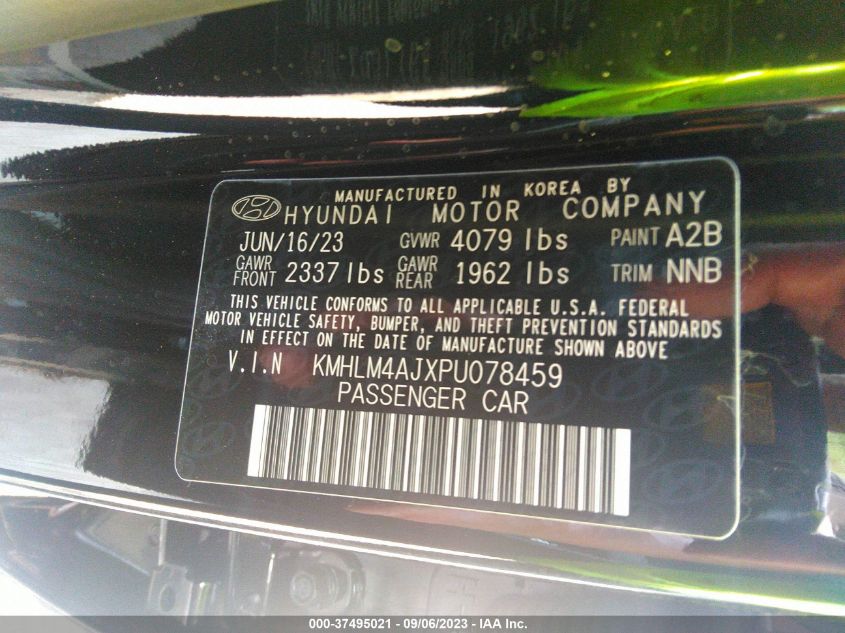 MANUFACTURED IN KOREA BY
HYUNDAI MOTOR COMPANY
JUN/16/23 GVWR 4079 lbs PAINT A2B
GAWR FRONT 2337 lbs GAWR REAR 1962 lbs TRIM NNB
THIS VEHICLE CONFORMS TO ALL APPLICABLE U.S.A. FEDERAL
MOTOR VEHICLE SAFETY, BUMPER, AND THEFT PREVENTION STANDARDS
IN EFFECT ON THE DATE OF MANUFACTURE SHOWN ABOVE
V.I.N KMHLM4AJXPU078459
PASSENGER CAR
000-37495021 - 09/06/2023 - IAA Inc.